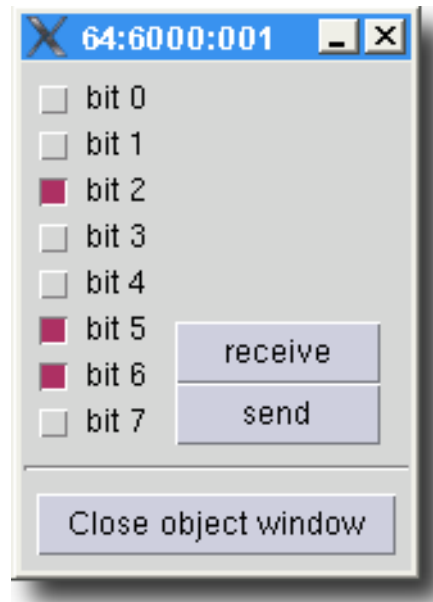 64:6000:001
bit 0
bit 1
bit 2
bit 3
bit 4
bit 5
receive
bit 6
send
bit 7
Close object window